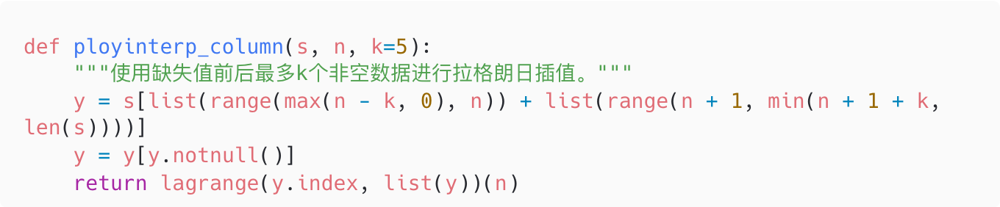 def ployinterp_column(s, n, k=5):
    """使用缺失值前后最多k个非空数据进行拉格朗日插值。"""
    y = s[list(range(max(n - k, 0), n)) + list(range(n + 1, min(n + 1 + k,
len(s))))]
    y = y[y.notnull()]
    return lagrange(y.index, list(y))(n)